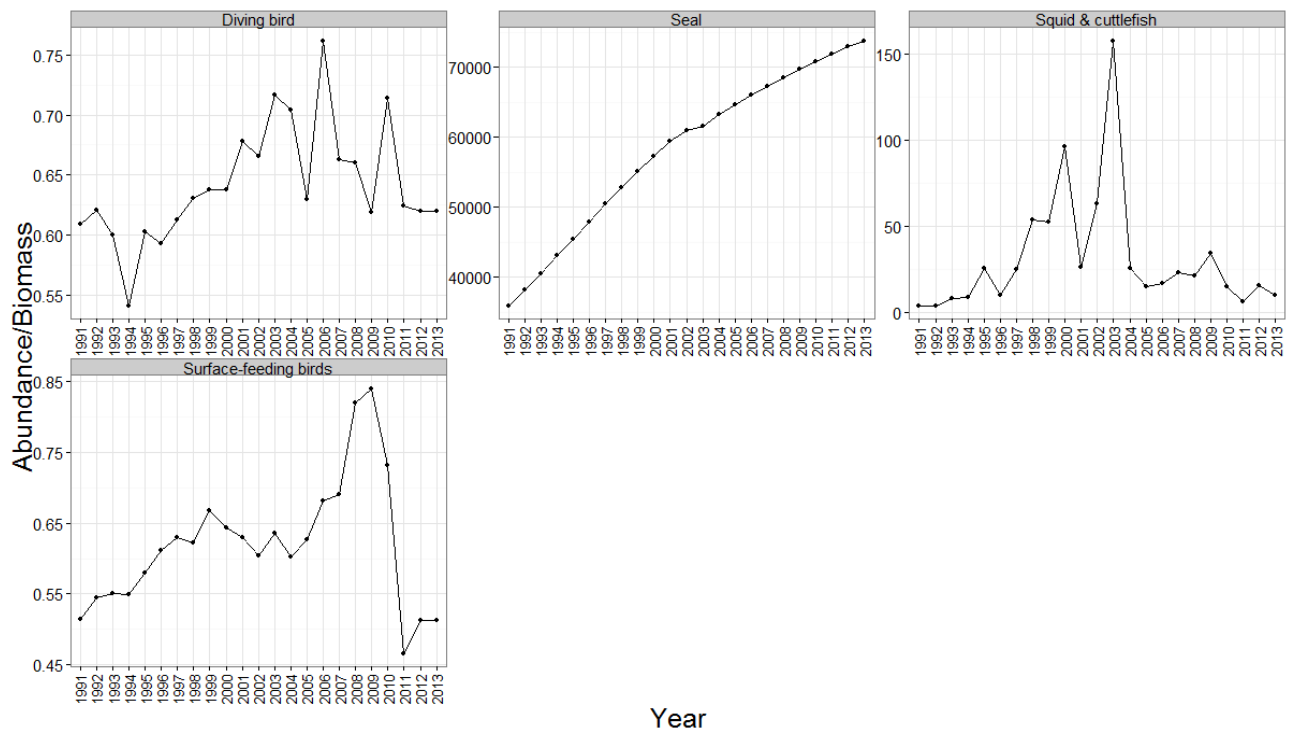 Diving bird
0.75
0.70
0.65
0.60
0.55
1991 1992 1993 1994 1995 1996 1997 1998 1999 2000 2001 2002 2003 2004 2005 2006 2007 2008 2009 2010 2011 2012 2013
Seal
70000
60000
50000
40000
1991 1992 1993 1994 1995 1996 1997 1998 1999 2000 2001 2002 2003 2004 2005 2006 2007 2008 2009 2010 2011 2012 2013
Squid & cuttlefish
150
100
50
0
1991 1992 1993 1994 1995 1996 1997 1998 1999 2000 2001 2002 2003 2004 2005 2006 2007 2008 2009 2010 2011 2012 2013
Abundance/Biomass
Surface-feeding birds
0.85
0.75
0.65
0.55
0.45
1991 1992 1993 1994 1995 1996 1997 1998 1999 2000 2001 2002 2003 2004 2005 2006 2007 2008 2009 2010 2011 2012 2013
Year